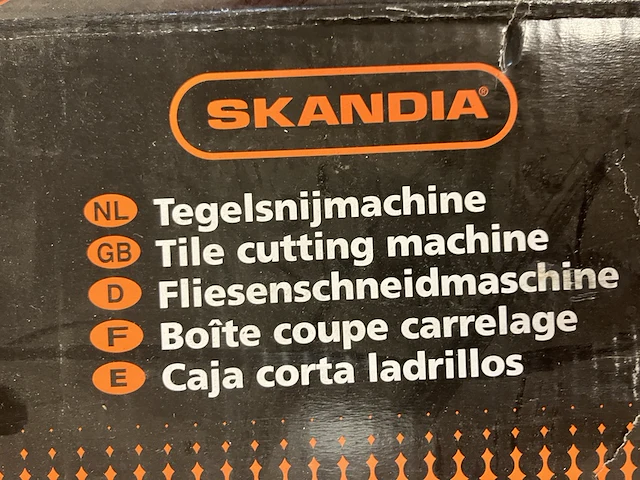 SKANDIA®
NL Tegelsnijmachine
GB Tile cutting machine
D Fliesenschneidmaschine
F Boîte coupe carrelage
E Caja corta ladrillos